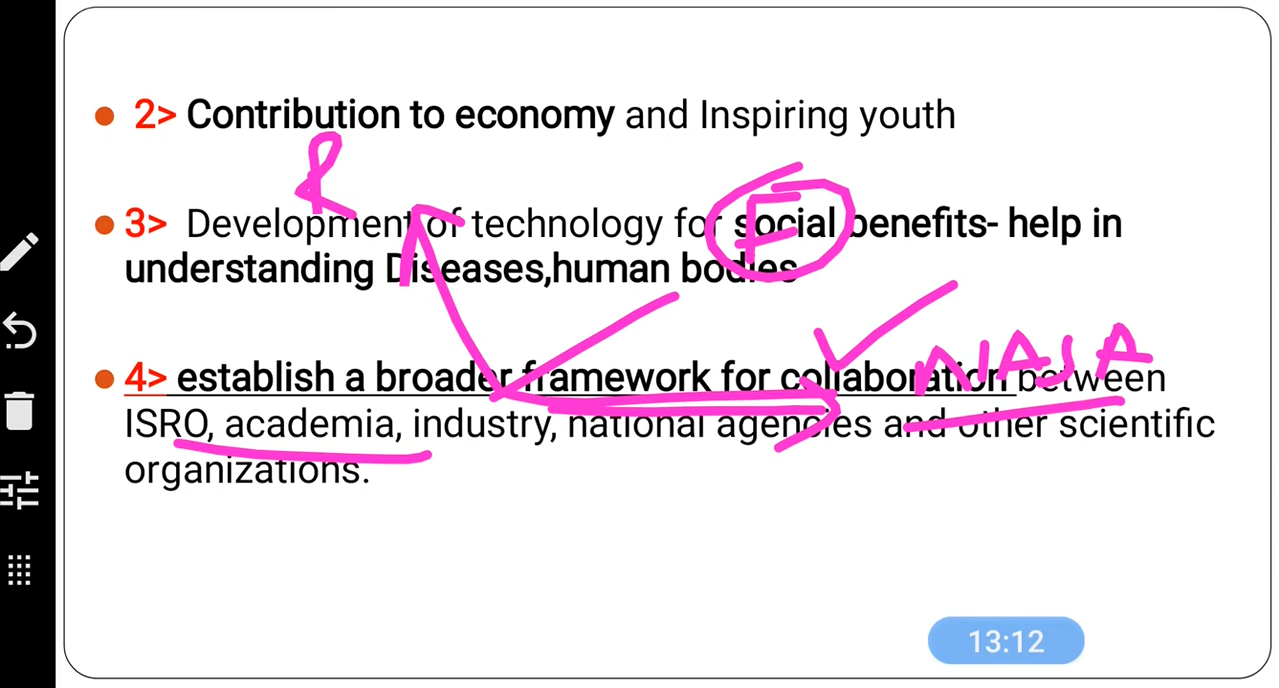 2> Contribution to economy and Inspiring youth
R
3> Development of technology for social benefits- help in
E
understanding Diseases,human bodies
NASA
4> establish a broader framework for collaboration between
ISRO, academia, industry, national agencies and other scientific
organizations.
13:12